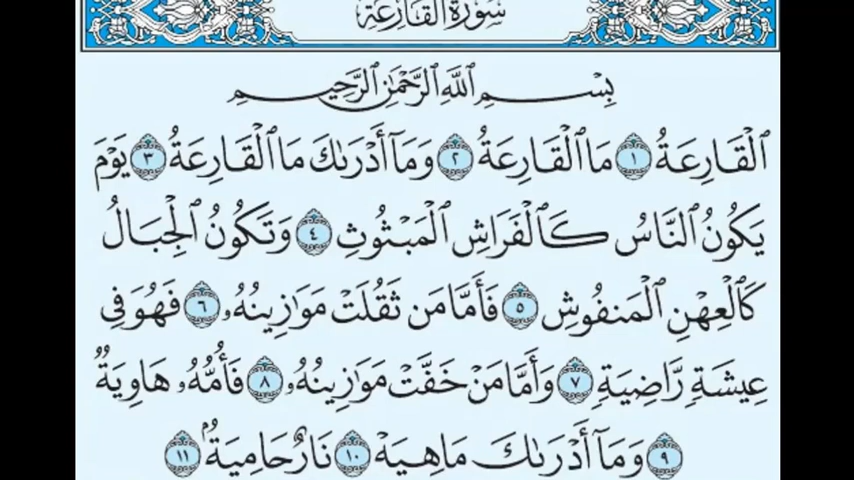 سُورَةُ القَارِعَةِ
بِسْمِ ٱللَّهِ ٱلرَّحْمَٰنِ ٱلرَّحِيمِ
ٱلْقَارِعَةُ ١ مَا ٱلْقَارِعَةُ ٢ وَمَآ أَدْرَىٰكَ مَا ٱلْقَارِعَةُ ٣ يَوْمَ
يَكُونُ ٱلنَّاسُ كَٱلْفَرَاشِ ٱلْمَبْثُوثِ ٤ وَتَكُونُ ٱلْجِبَالُ
كَٱلْعِهْنِ ٱلْمَنفُوشِ ٥ فَأَمَّا مَن ثَقُلَتْ مَوَٰزِينُهُۥ ٦ فَهُوَ فِى
عِيشَةٍ رَّاضِيَةٍ ٧ وَأَمَّا مَنْ خَفَّتْ مَوَٰزِينُهُۥ ٨ فَأُمُّهُۥ هَاوِيَةٌ
٩ وَمَآ أَدْرَىٰكَ مَا هِيَهْ ١٠ نَارٌ حَامِيَةٌۢ ١١